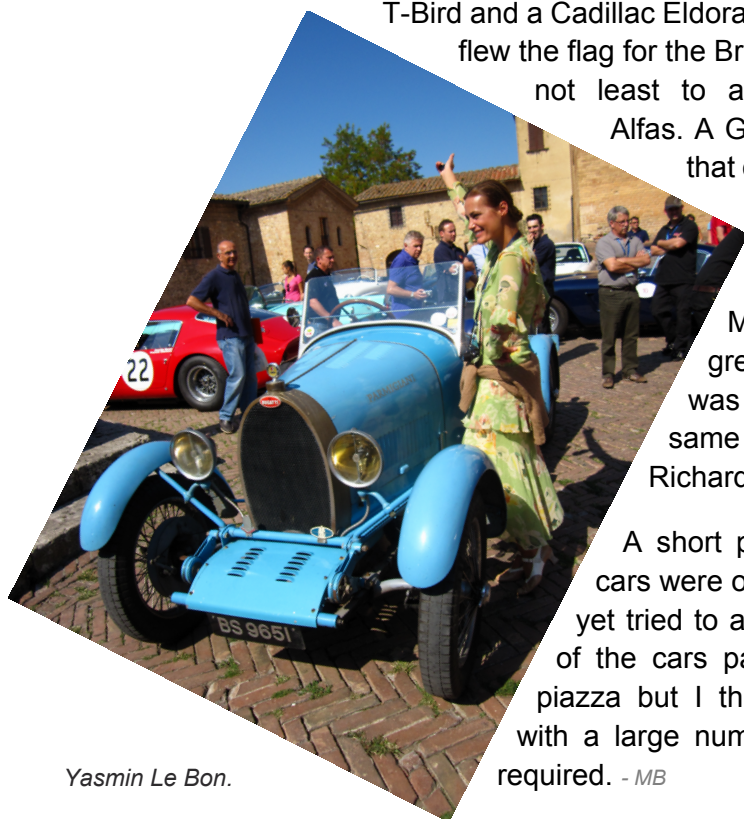 T-Bird and a Cadillac Eldora
flew the flag for the Br
not least to a
Alfas. A G
that
M
gre
was
same
Richard
A short p
cars were o
yet tried to a
of the cars pa
piazza but I th
with a large num
required. - MB
22
BUGATTI
BS 9651
Yasmin Le Bon.